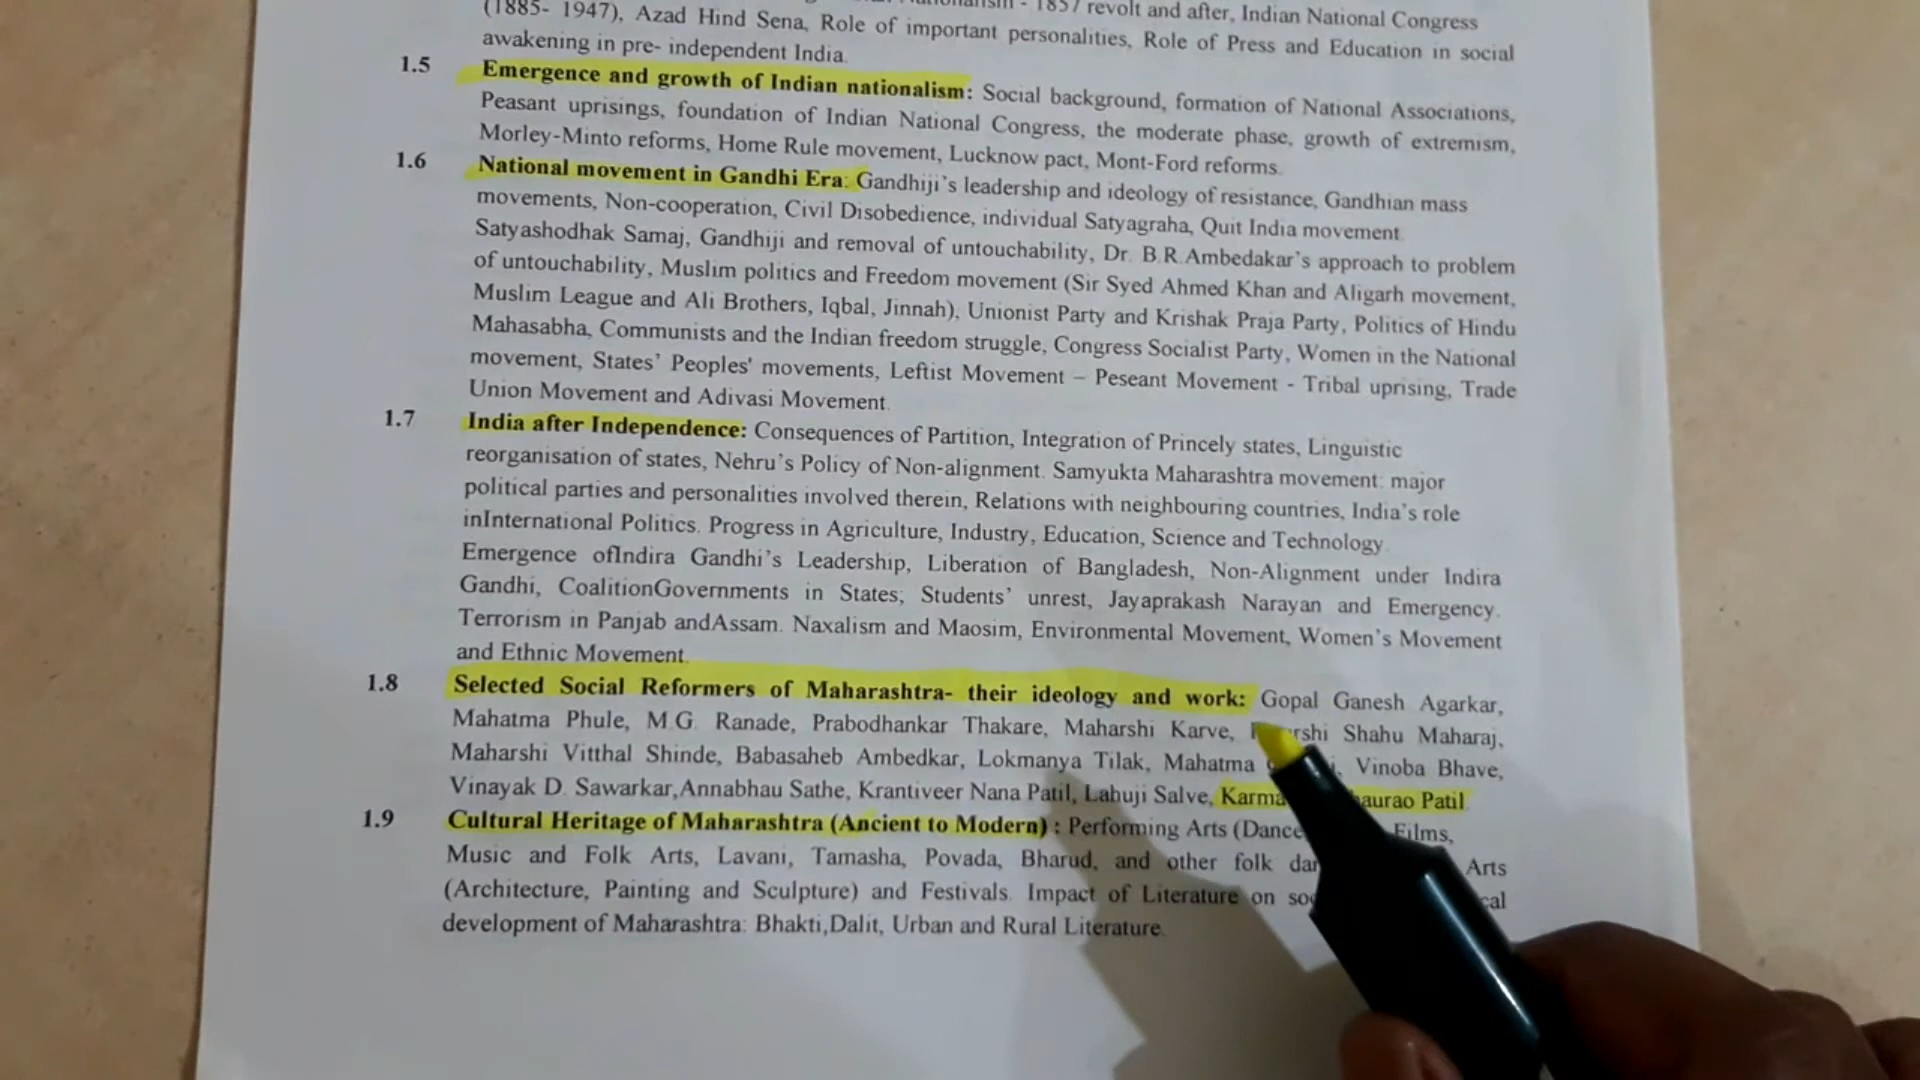 - 1857 revolt and after, Indian National Congress
(1885- 1947), Azad Hind Sena, Role of important personalities, Role of Press and Education in social
awakening in pre- independent India.
1.5 Emergence and growth of Indian nationalism: Social background, formation of National Associations,
Peasant uprisings, foundation of Indian National Congress, the moderate phase, growth of extremism,
Morley-Minto reforms, Home Rule movement, Lucknow pact, Mont-Ford reforms.
1.6 National movement in Gandhi Era: Gandhiji's leadership and ideology of resistance, Gandhian mass
movements, Non-cooperation, Civil Disobedience, individual Satyagraha, Quit India movement.
Satyashodhak Samaj, Gandhiji and removal of untouchability, Dr. B.R.Ambedakar's approach to problem
of untouchability, Muslim politics and Freedom movement (Sir Syed Ahmed Khan and Aligarh movement,
Muslim League and Ali Brothers, Iqbal, Jinnah), Unionist Party and Krishak Praja Party, Politics of Hindu
Mahasabha, Communists and the Indian freedom struggle, Congress Socialist Party, Women in the National
movement, States' Peoples' movements, Leftist Movement – Peseant Movement - Tribal uprising, Trade
Union Movement and Adivasi Movement.
1.7 India after Independence: Consequences of Partition, Integration of Princely states, Linguistic
reorganisation of states, Nehru's Policy of Non-alignment. Samyukta Maharashtra movement: major
political parties and personalities involved therein, Relations with neighbouring countries, India's role
inInternational Politics. Progress in Agriculture, Industry, Education, Science and Technology.
Emergence ofIndira Gandhi's Leadership, Liberation of Bangladesh, Non-Alignment under Indira
Gandhi, CoalitionGovernments in States; Students' unrest, Jayaprakash Narayan and Emergency.
Terrorism in Panjab andAssam. Naxalism and Maosim, Environmental Movement, Women's Movement
and Ethnic Movement.
1.8 Selected Social Reformers of Maharashtra- their ideology and work: Gopal Ganesh Agarkar,
Mahatma Phule, M.G. Ranade, Prabodhankar Thakare, Maharshi Karve, Shahu Maharaj,
Maharshi Vitthal Shinde, Babasaheb Ambedkar, Lokmanya Tilak, Mahatma Vinoba Bhave,
Vinayak D. Sawarkar,Annabhau Sathe, Krantiveer Nana Patil, Lahuji Salve, Patil.
1.9 Cultural Heritage of Maharashtra (Ancient to Modern) : Performing Arts (Dance Films,
Music and Folk Arts, Lavani, Tamasha, Povada, Bharud, and other folk Arts
(Architecture, Painting and Sculpture) and Festivals. Impact of Literature on
development of Maharashtra: Bhakti,Dalit, Urban and Rural Literature.